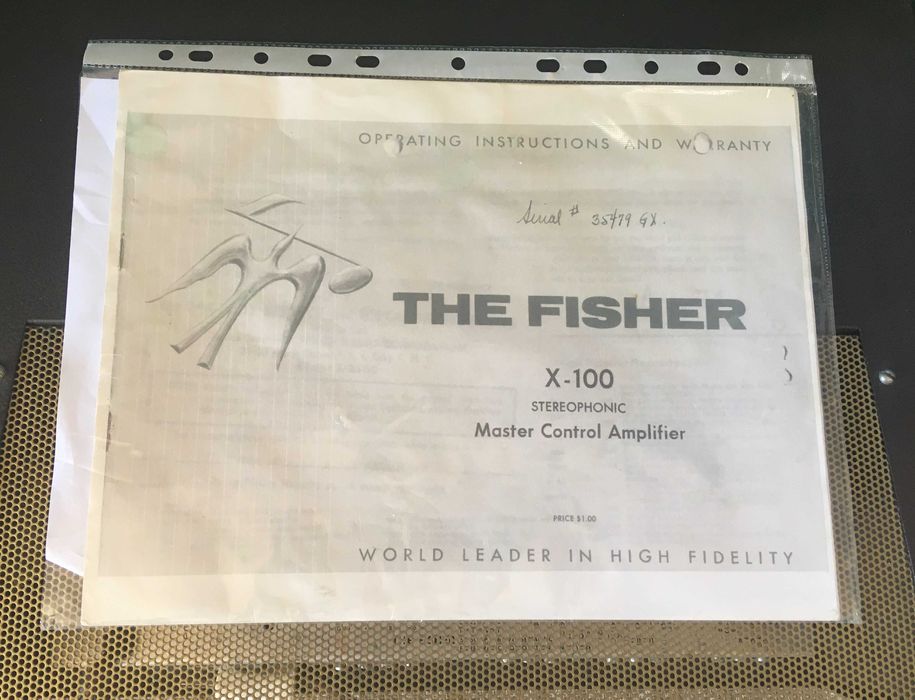 OPERATING INSTRUCTIONS AND WARRANTY
Serial # 35479 GX.
THE FISHER
X-100
STEREOPHONIC
Master Control Amplifier
PRICE $1.00
WORLD LEADER IN HIGH FIDELITY